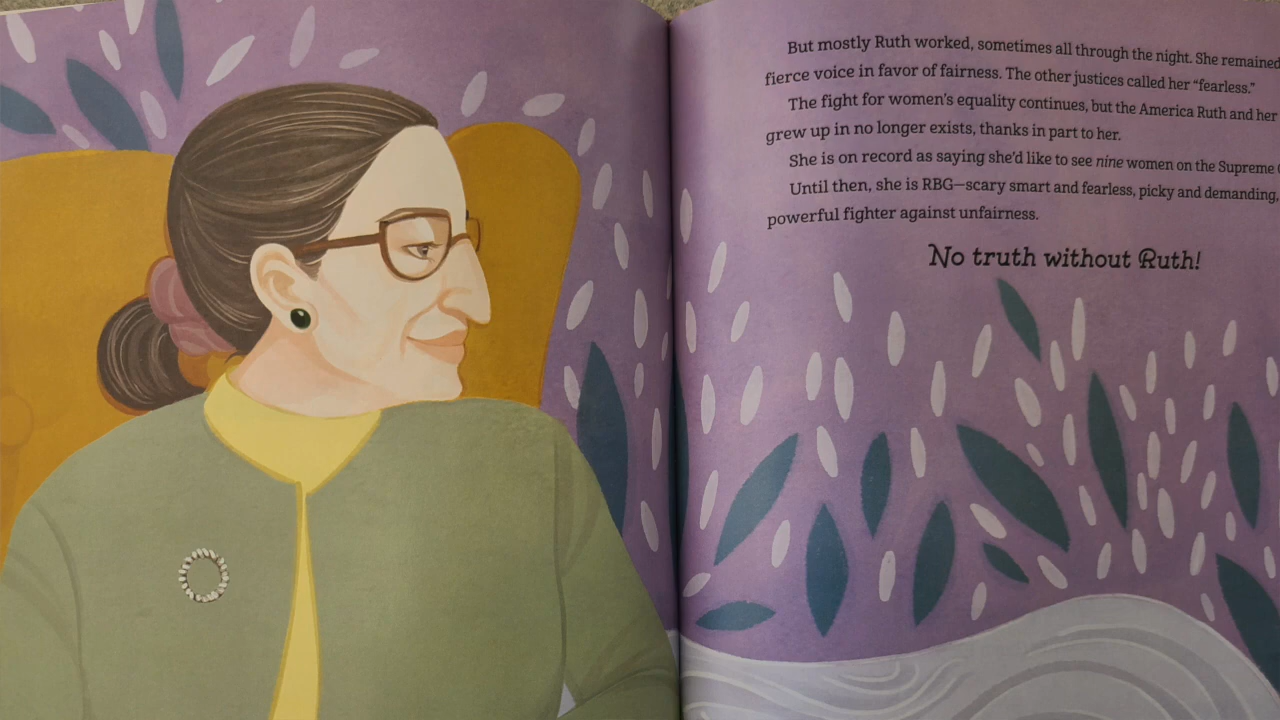 But mostly Ruth worked, sometimes all through the night. She remained
fierce voice in favor of fairness. The other justices called her “fearless.”
The fight for women’s equality continues, but the America Ruth and her
grew up in no longer exists, thanks in part to her.
She is on record as saying she’d like to see nine women on the Supreme
Until then, she is RBG—scary smart and fearless, picky and demanding,
powerful fighter against unfairness.
No truth without Ruth!